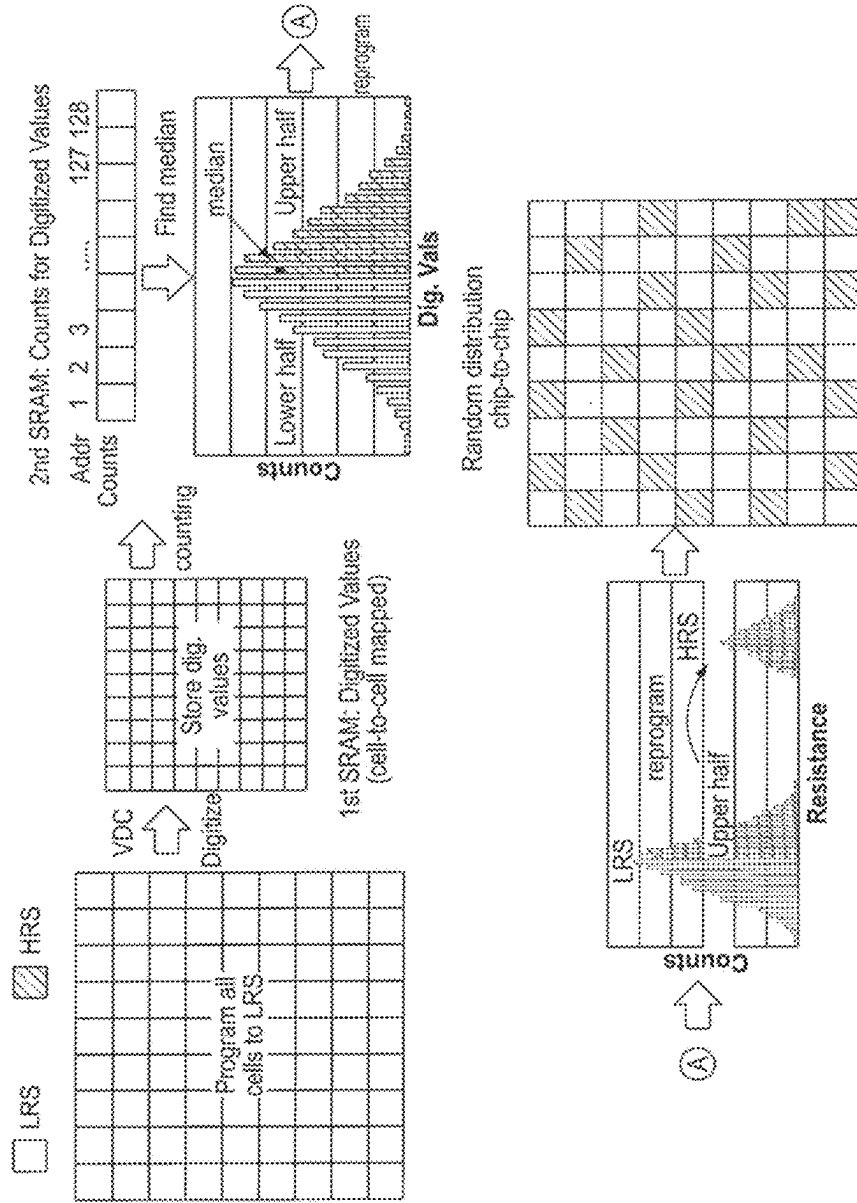 LRS
HRS
Program all
cells to LRS
VDC
Digitize
Store dig.
values
1st SRAM: Digitized Values
(cell-to-cell mapped)
counting
2nd SRAM: Counts for Digitized Values
Addr 1 2 3 ..... 127 128
Counts
Find median
median
Lower half
Upper half
Counts
Dig. Vals
A
reprogram
A
Counts
LRS
reprogram
HRS
Upper half
Resistance
Random distribution
chip-to-chip